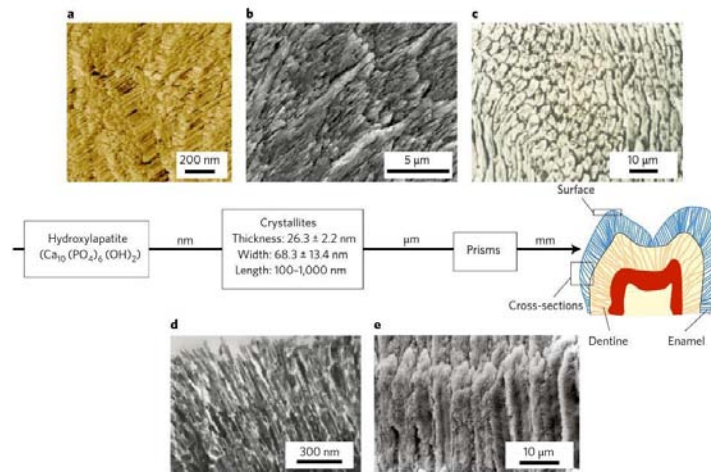 a
b
c
200 nm
5 µm
10 µm
Surface
Hydroxylapatite
(Ca10 (PO4)6 (OH)2)
nm
Crystallites
Thickness: 26.3 ± 2.2 nm
Width: 68.3 ± 13.4 nm
Length: 100–1,000 nm
µm
Prisms
mm
Cross-sections
Dentine
Enamel
d
e
300 nm
10 µm